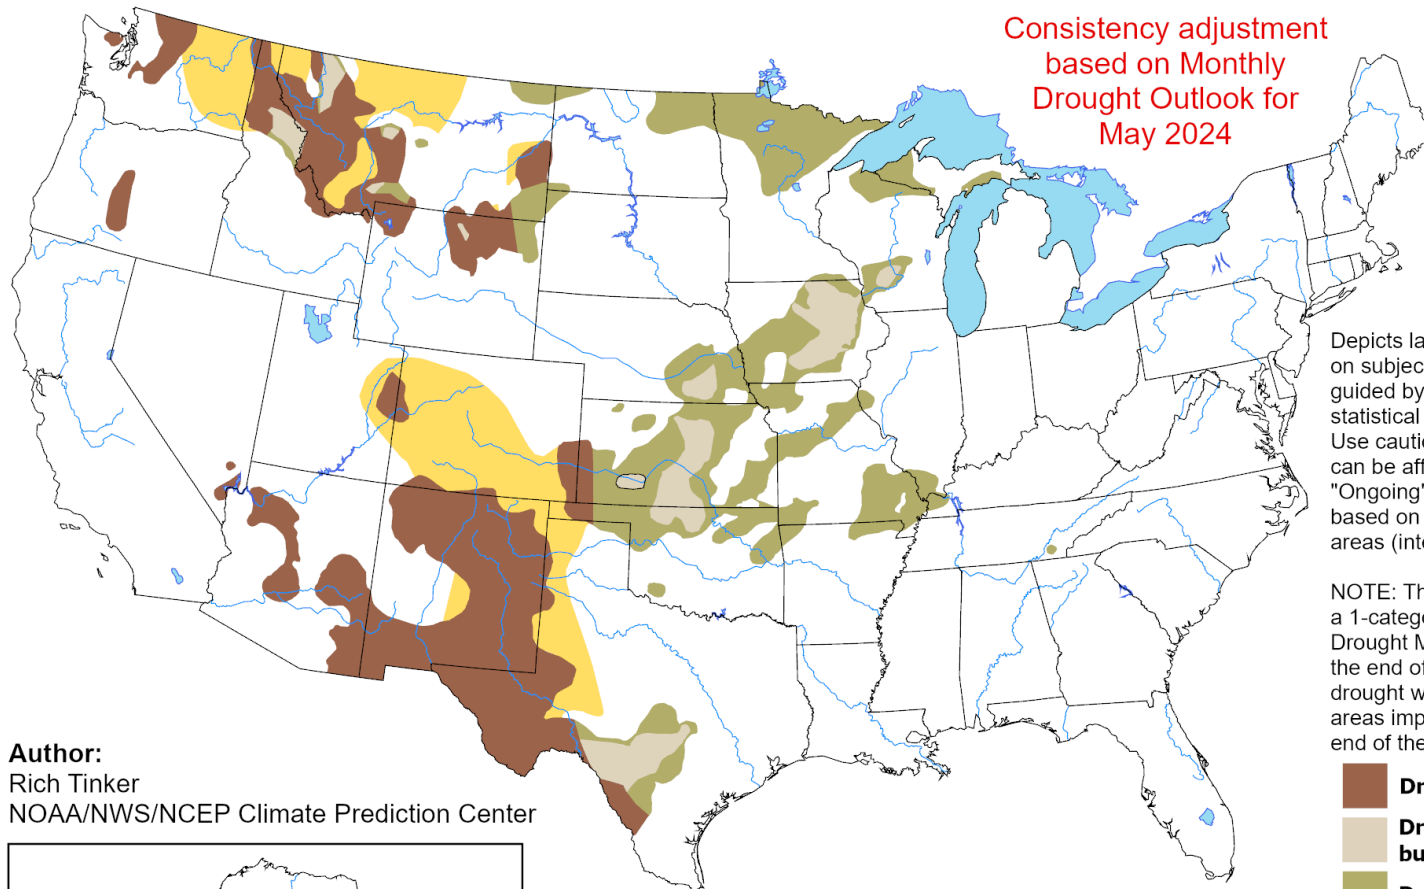 Consistency adjustment
based on Monthly
Drought Outlook for
May 2024
Depicts la
on subjec
guided by
statistical
Use cauti
can be aff
"Ongoing"
based on
areas (inte
NOTE: Th
a 1-catego
Drought M
the end of
drought w
areas imp
end of the
Author:
Rich Tinker
NOAA/NWS/NCEP Climate Prediction Center
Dr
Dr
bu